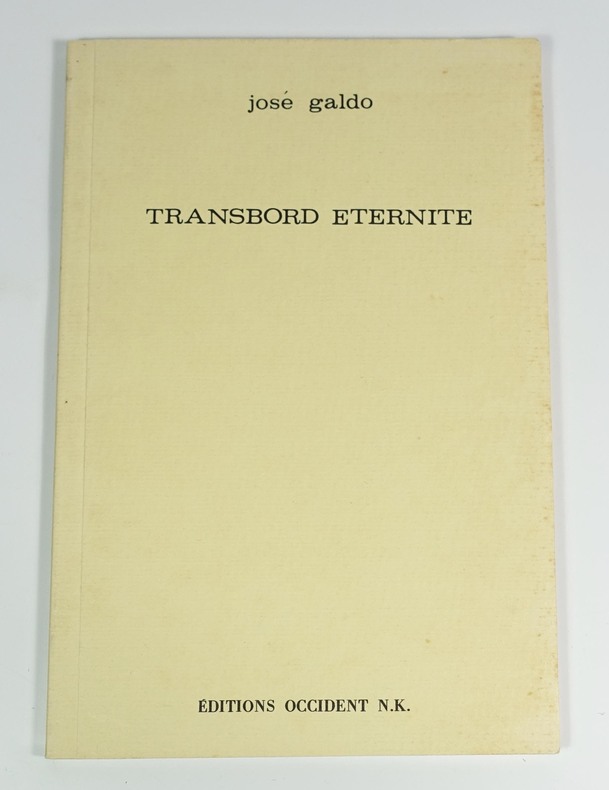 josé galdo
TRANSBORD ETERNITE
ÉDITIONS OCCIDENT N.K.